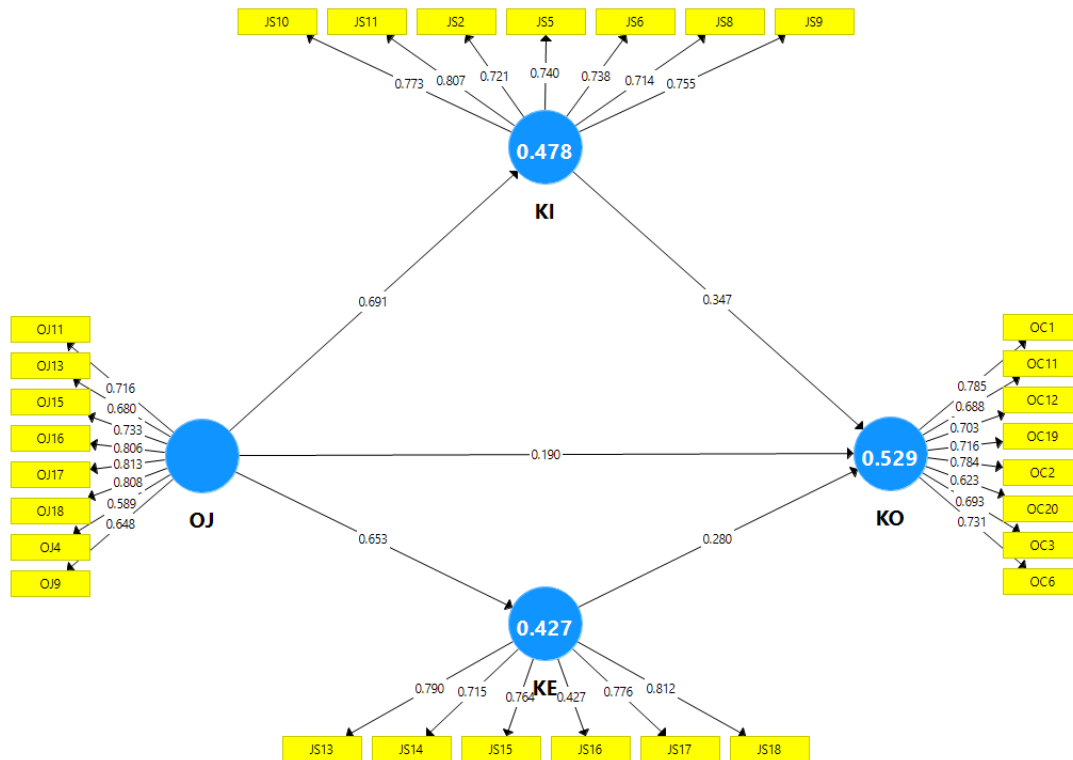 JS10 JS11 JS2 JS5 JS6 JS8 JS9
0.773 0.807 0.721 0.740 0.738 0.714 0.755
0.478
KI
0.691 0.347
OJ11
OJ13
OJ15
OJ16
OJ17
OJ18
OJ4
OJ9
0.716
0.680
0.733
0.806
0.813
0.808
0.589
0.648
OJ
0.190
0.529
KO
0.785
0.688
0.703
0.716
0.784
0.623
0.693
0.731
OC1
OC11
OC12
OC19
OC2
OC20
OC3
OC6
0.653 0.280
0.427
KE
0.790 0.715 0.764 0.427 0.776 0.812
JS13 JS14 JS15 JS16 JS17 JS18